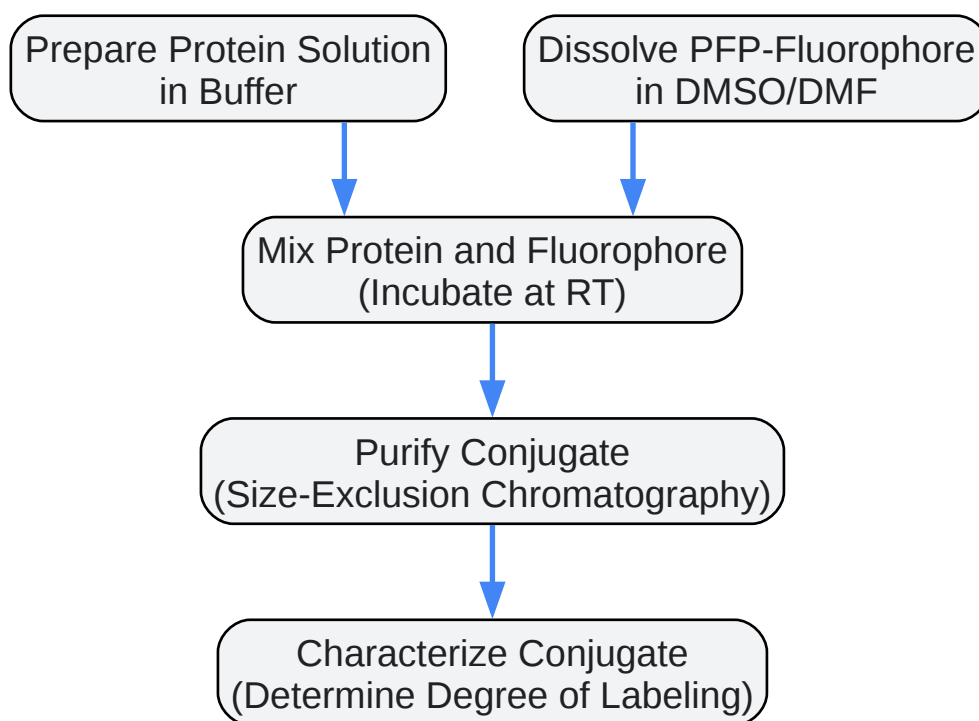 Prepare Protein Solution
in Buffer
Dissolve PFP-Fluorophore
in DMSO/DMF
Mix Protein and Fluorophore
(Incubate at RT)
Purify Conjugate
(Size-Exclusion Chromatography)
Characterize Conjugate
(Determine Degree of Labeling)